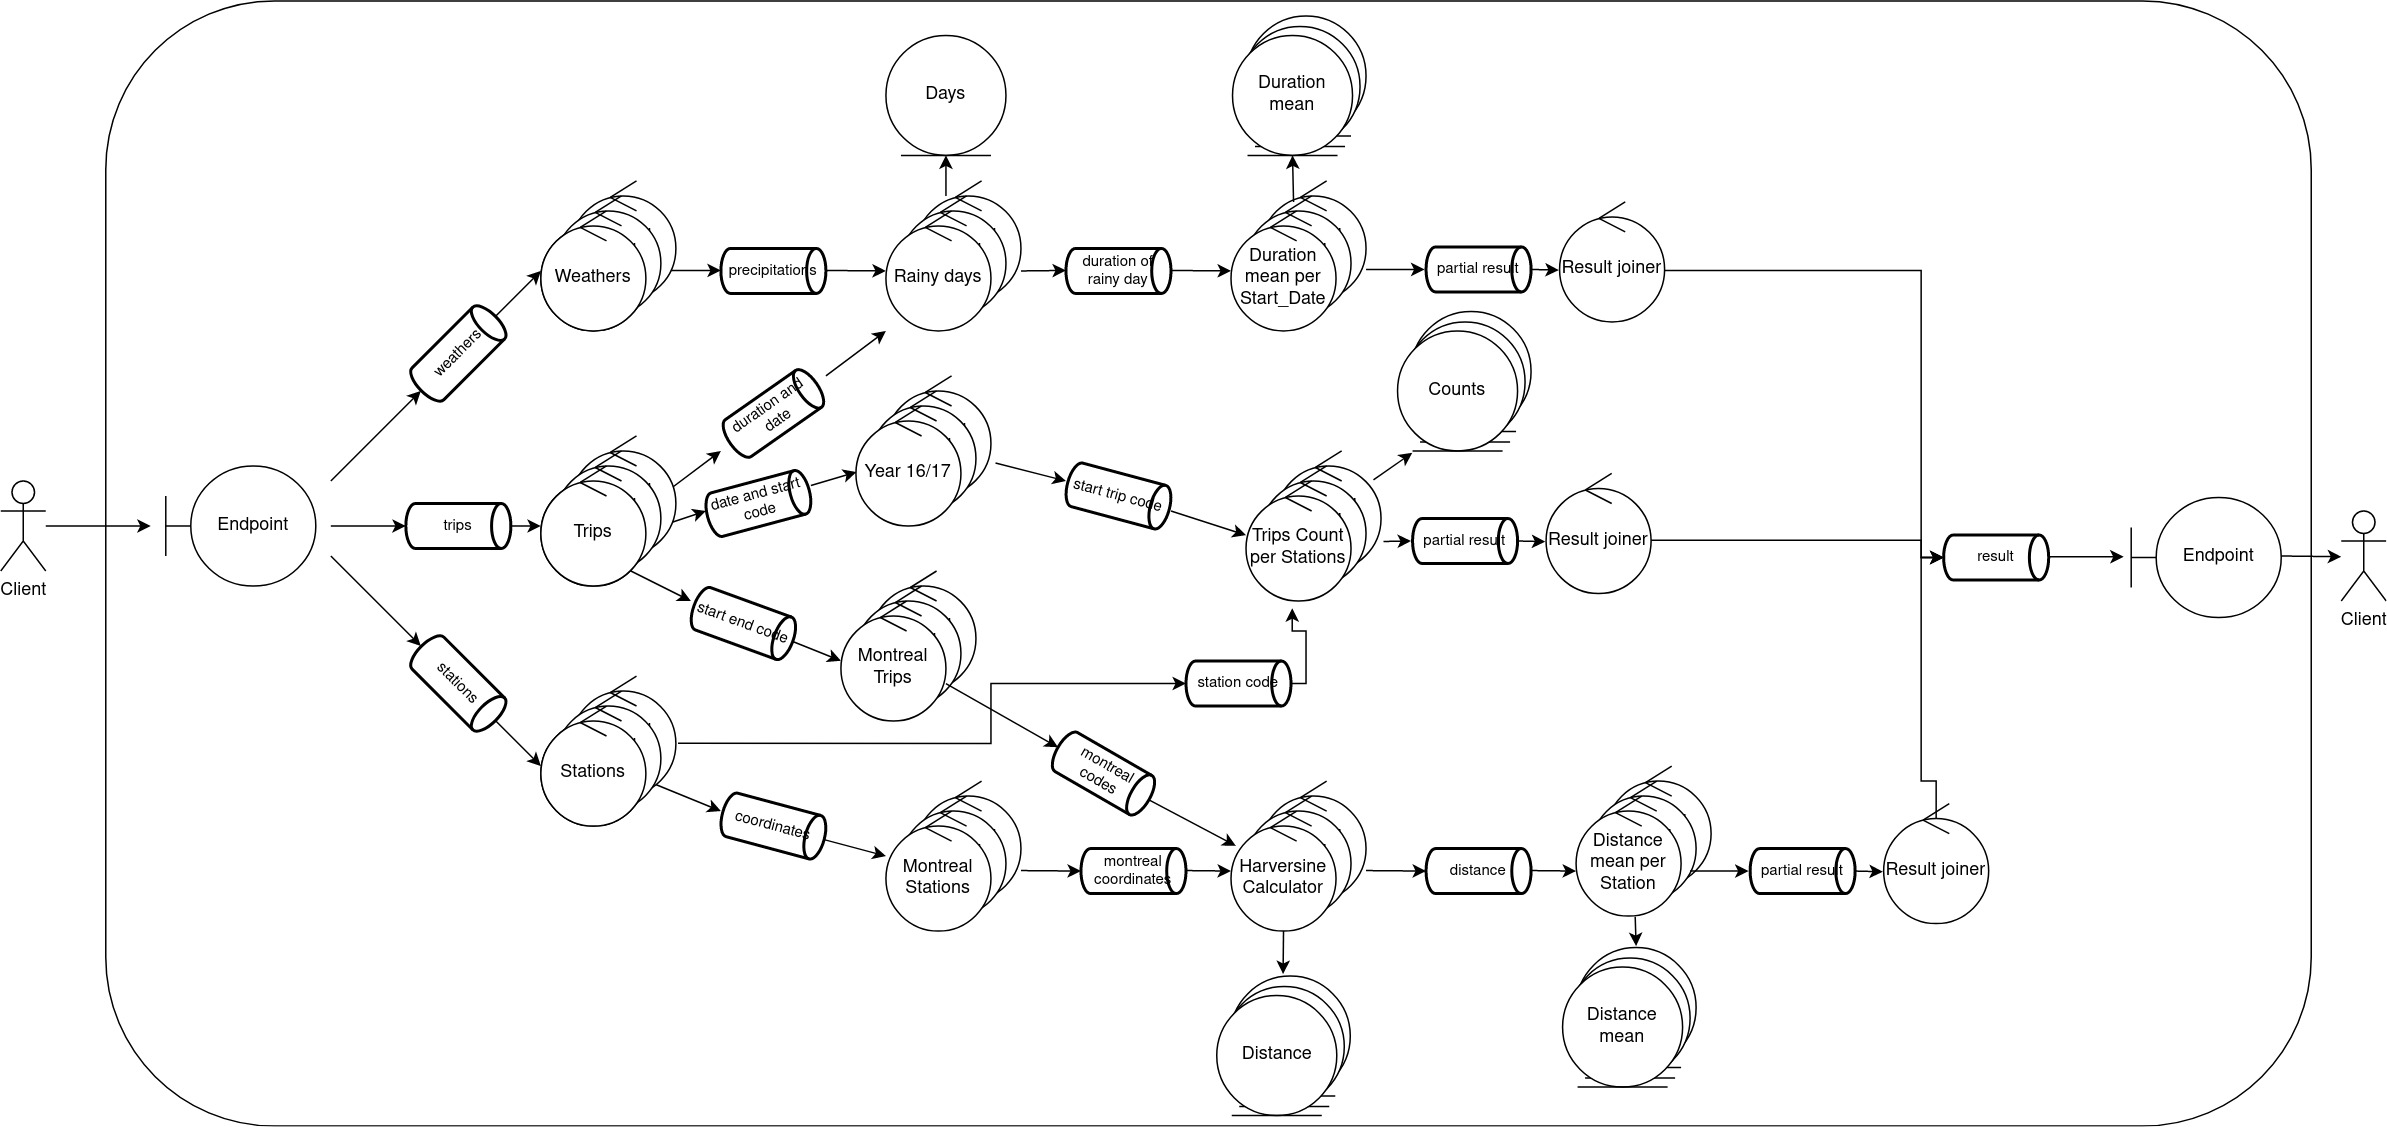 Days
Duration
mean
weathers
Weathers
precipitations
Rainy days
duration of
rainy day
Duration
mean per
Start_Date
partial result
Result joiner
Counts
Client
Endpoint
trips
Trips
duration and
date
date and start
code
Year 16/17
start trip code
Trips Count
per Stations
partial result
Result joiner
result
Endpoint
Client
start end code
Montreal
Trips
station code
stations
Stations
montreal
codes
coordinates
Montreal
Stations
montreal
coordinates
Harversine
Calculator
distance
Distance
mean per
Station
partial result
Result joiner
Distance
Distance
mean